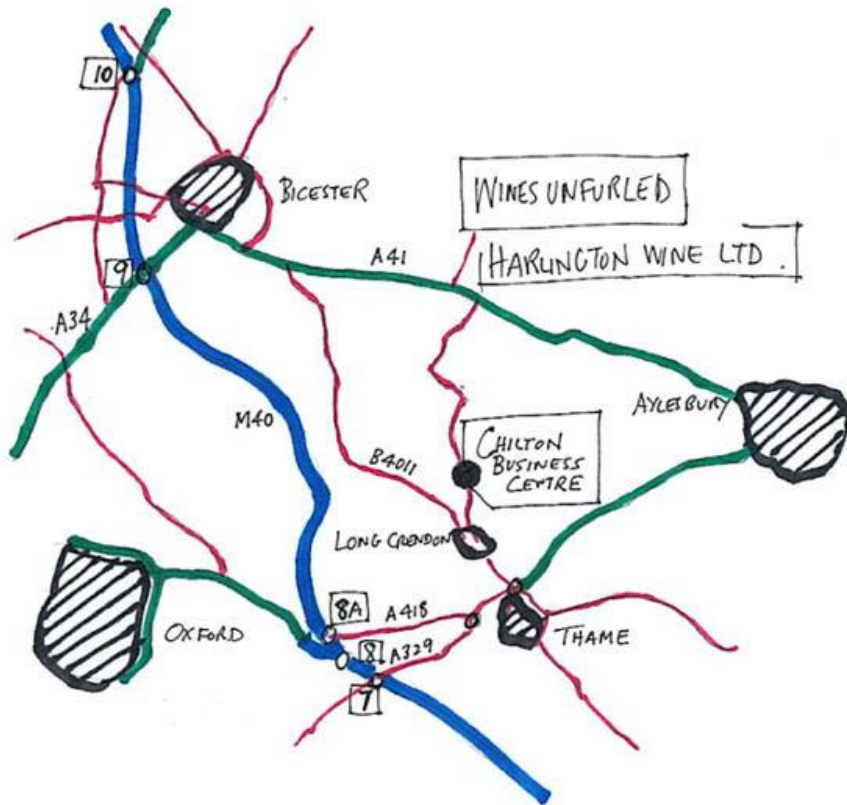 10
BICESTER
WINES UNFURLED
HARLINGTON WINE LTD.
A41
9
A34
M40
AYLESBURY
CHILTON
BUSINESS
CENTRE
B4011
LONG CRENDON
8A
A418
OXFORD
8
A329
THAME
7